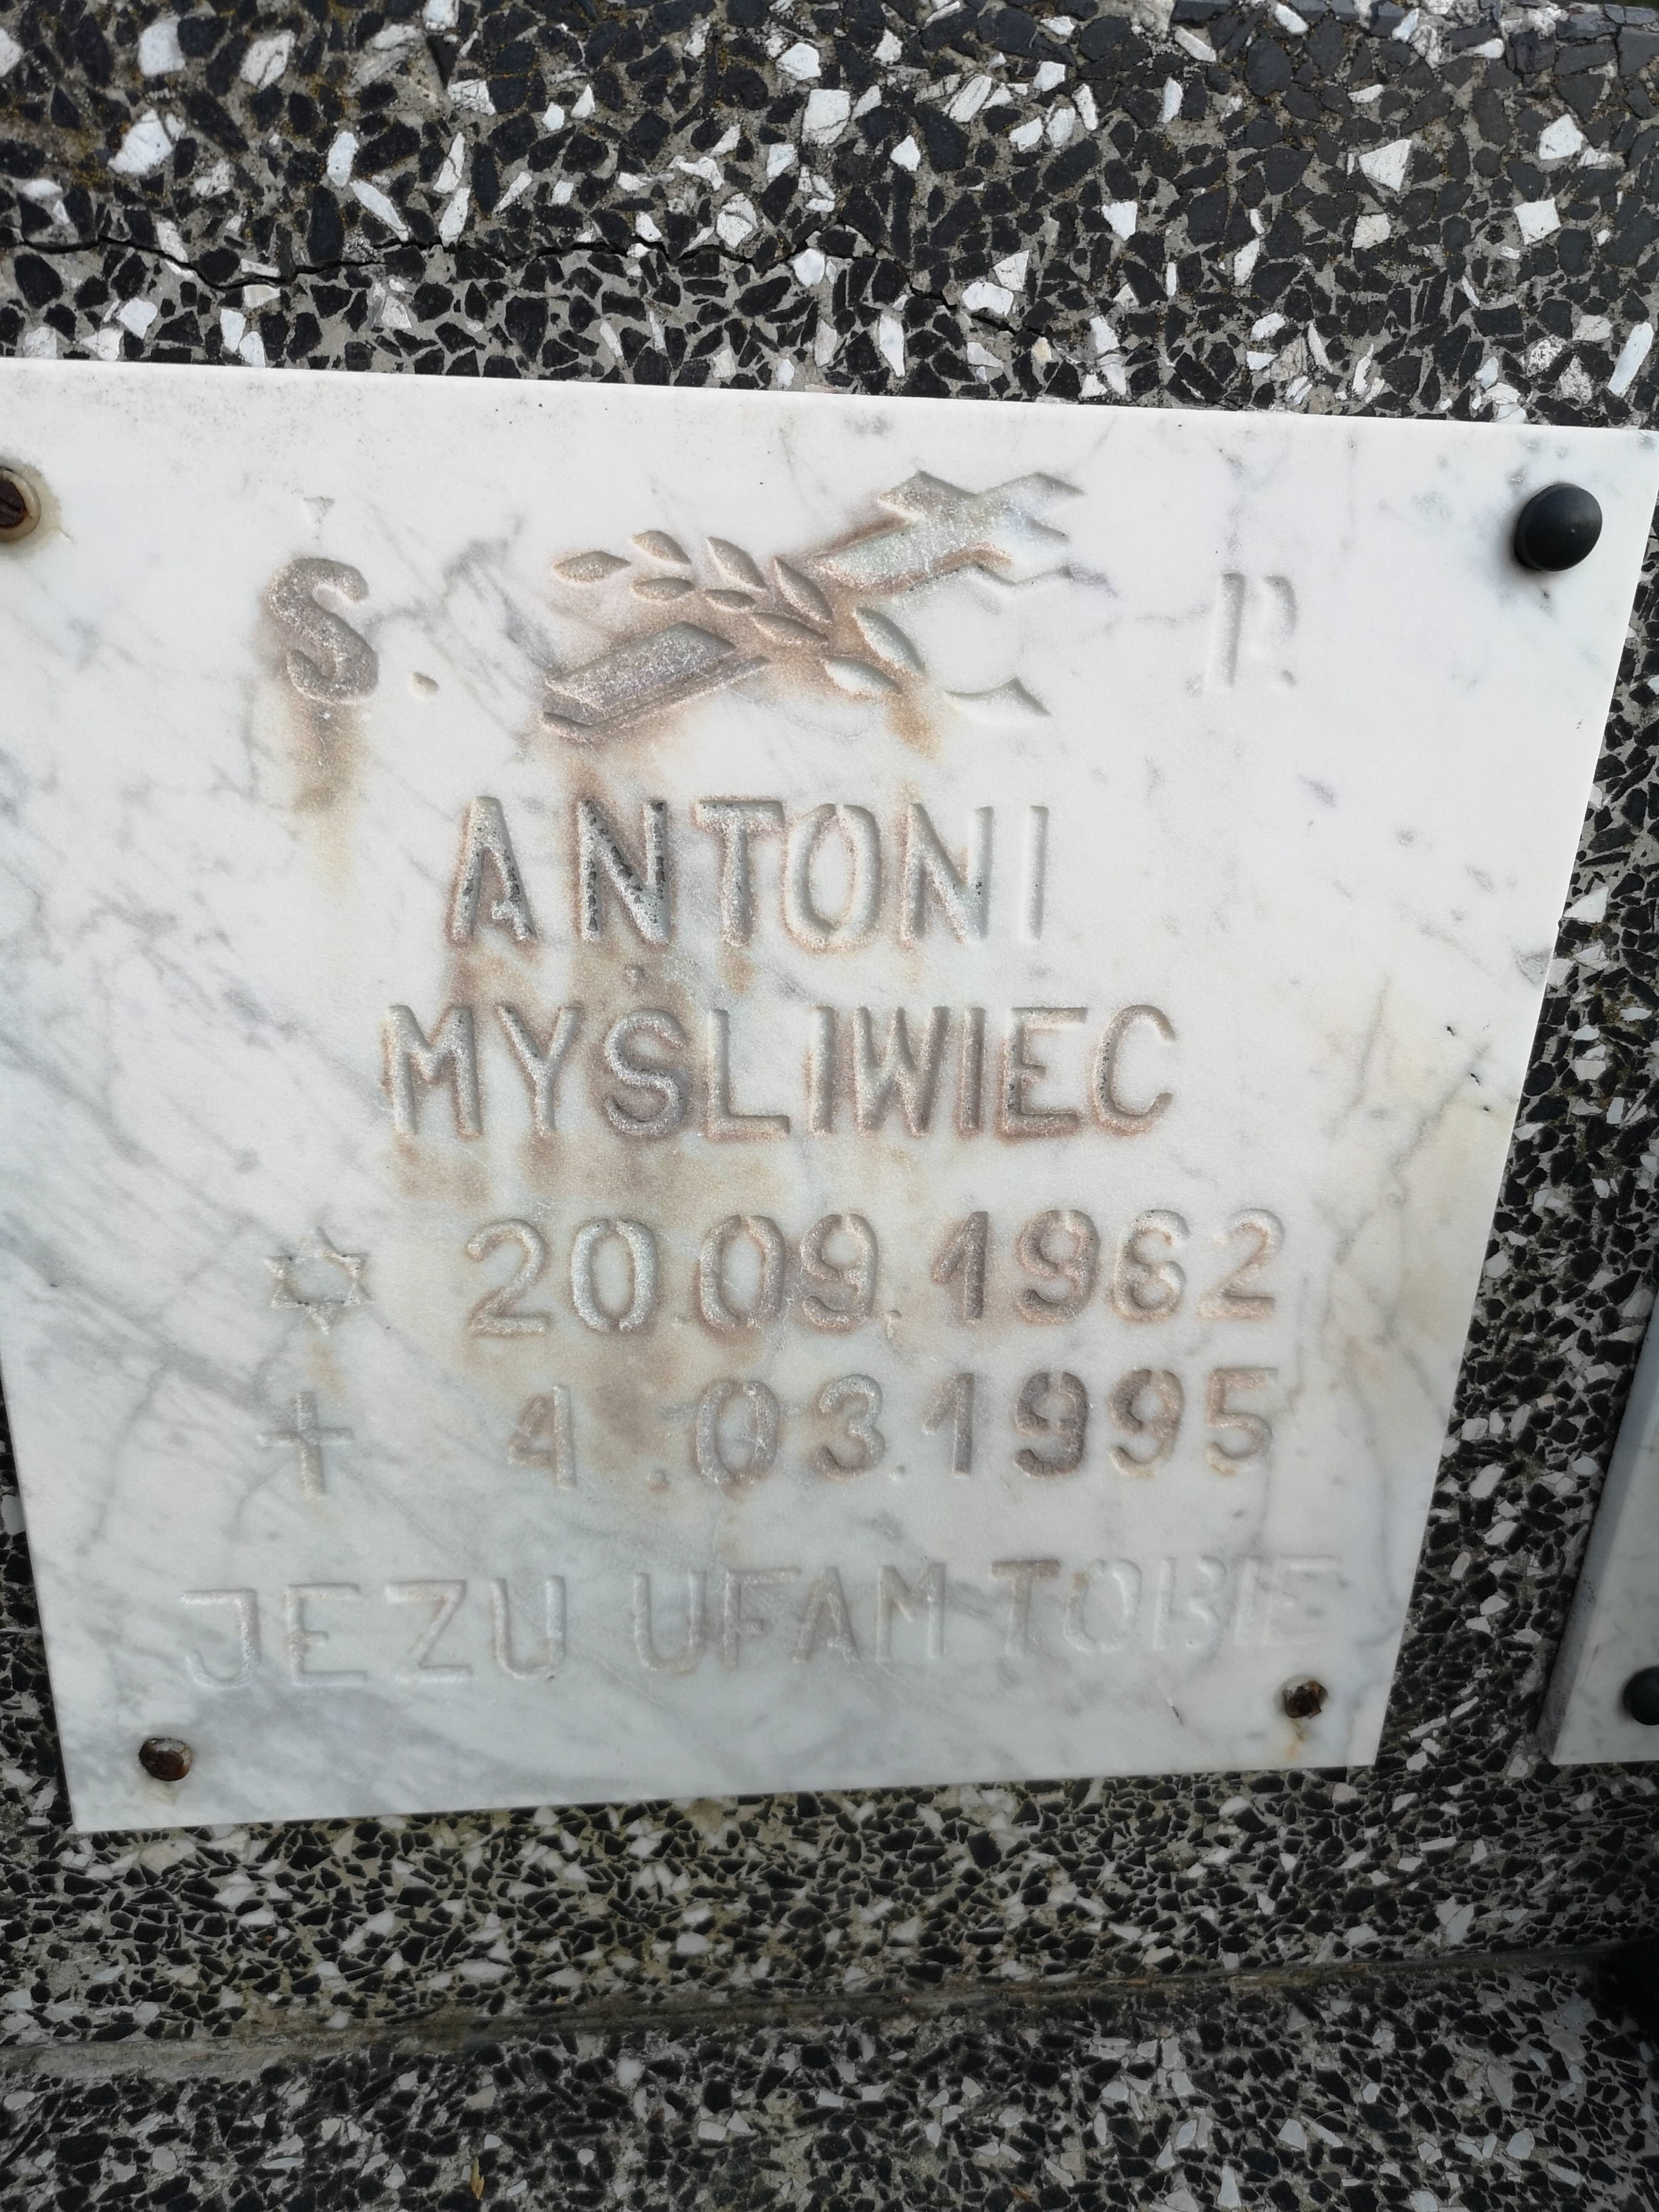 Ś. P.
ANTONI
MYŚLIWIEC
✡ 20.09.1962
✝ 4.03.1995
JEZU UFAM TOBIE